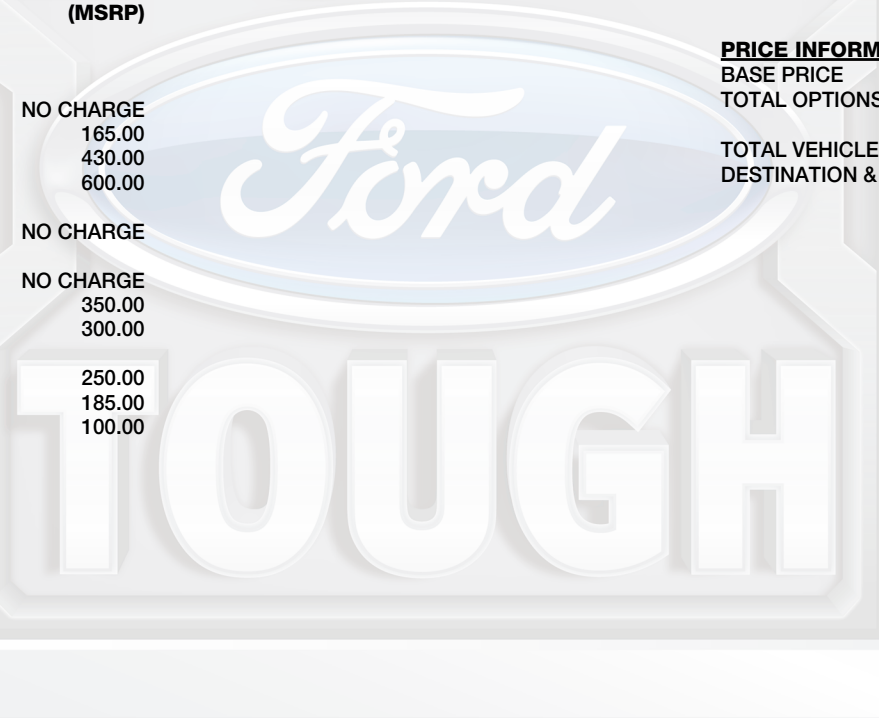 (MSRP)
NO CHARGE
165.00
430.00
600.00
NO CHARGE
NO CHARGE
350.00
300.00
250.00
185.00
100.00
PRICE INFORM
BASE PRICE
TOTAL OPTIONS
TOTAL VEHICLE
DESTINATION &
Ford
TOUGH